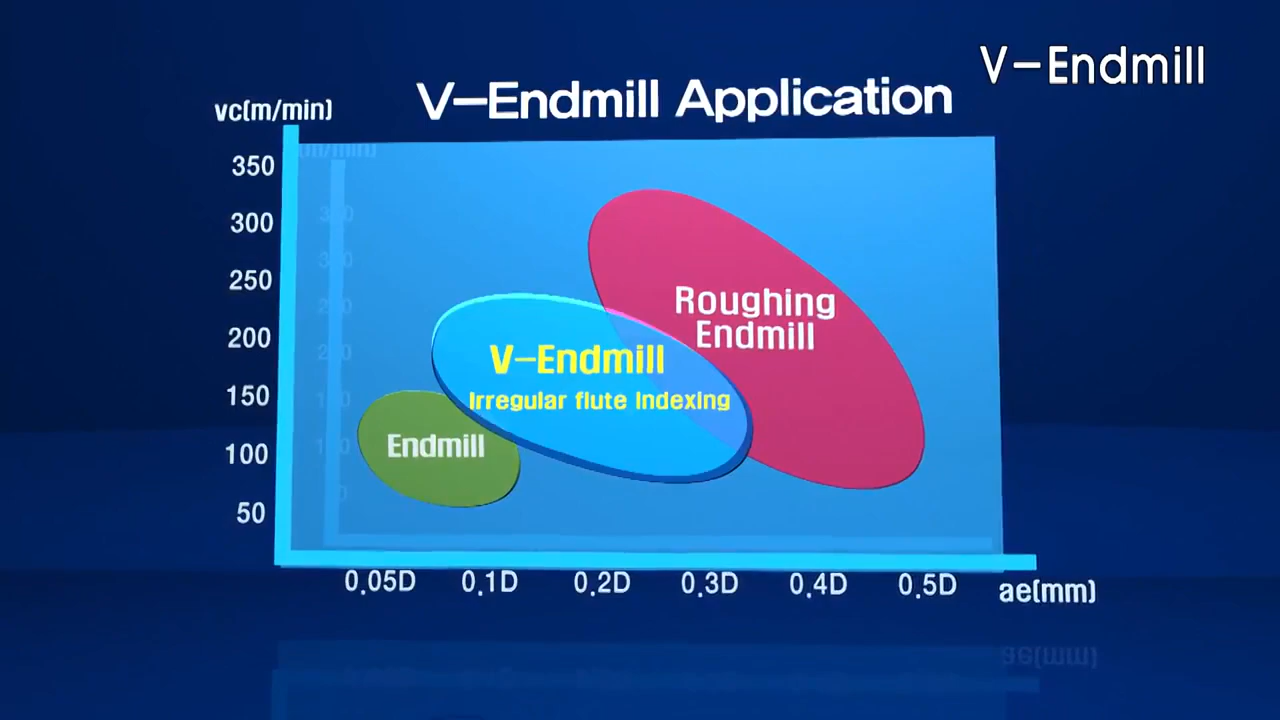 V-Endmill
V-Endmill Application
vc(m/min)
350
300
250
200
150
100
50
Roughing
Endmill
V-Endmill
Irregular flute indexing
Endmill
0.05D 0.1D 0.2D 0.3D 0.4D 0.5D
ae(mm)